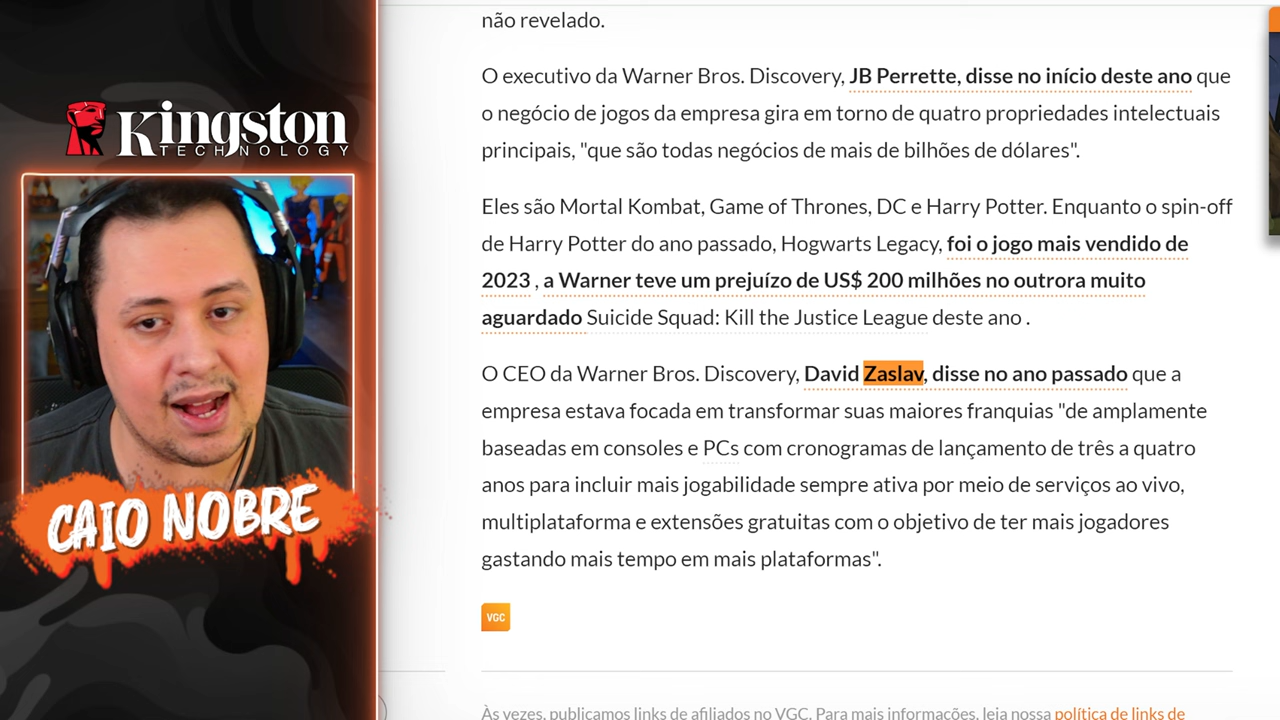 Kingston
TECHNOLOGY
CAIO NOBRE
não revelado.
O executivo da Warner Bros. Discovery, JB Perrette, disse no início deste ano que
o negócio de jogos da empresa gira em torno de quatro propriedades intelectuais
principais, "que são todas negócios de mais de bilhões de dólares".
Eles são Mortal Kombat, Game of Thrones, DC e Harry Potter. Enquanto o spin-off
de Harry Potter do ano passado, Hogwarts Legacy, foi o jogo mais vendido de
2023 , a Warner teve um prejuízo de US$ 200 milhões no outrora muito
aguardado Suicide Squad: Kill the Justice League deste ano .
O CEO da Warner Bros. Discovery, David Zaslav, disse no ano passado que a
empresa estava focada em transformar suas maiores franquias "de amplamente
baseadas em consoles e PCs com cronogramas de lançamento de três a quatro
anos para incluir mais jogabilidade sempre ativa por meio de serviços ao vivo,
multiplataforma e extensões gratuitas com o objetivo de ter mais jogadores
gastando mais tempo em mais plataformas".
VGC
Às vezes, publicamos links de afiliados no VGC. Para mais informações, leia nossa política de links de